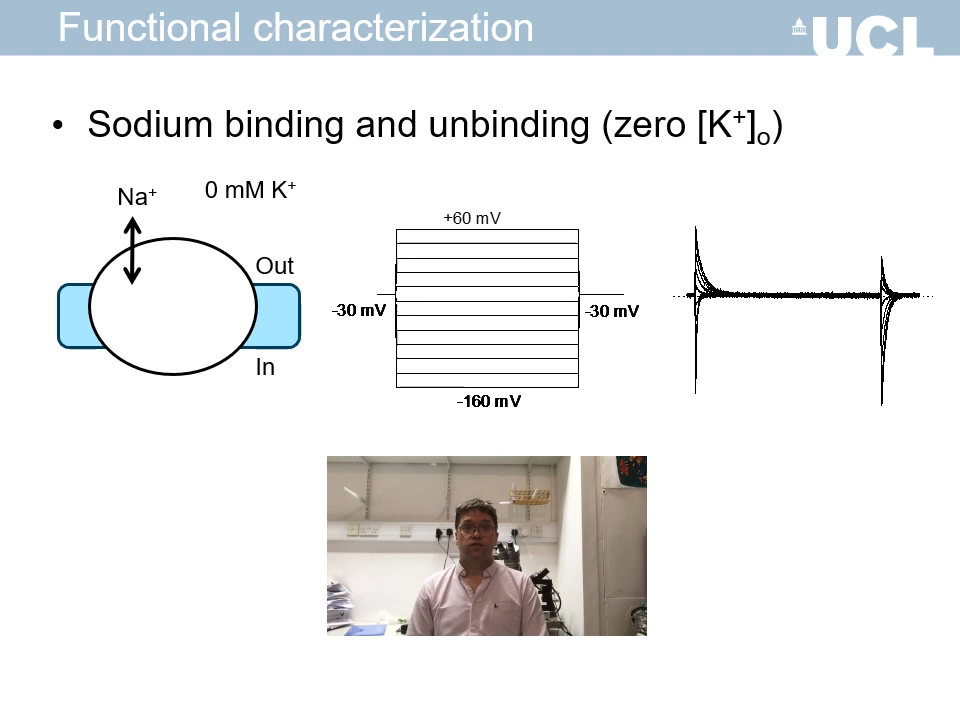 Functional characterization
UCL
• Sodium binding and unbinding (zero [K⁺]ₒ)
Na⁺
0 mM K⁺
Out
In
+60 mV
-30 mV
-30 mV
-160 mV